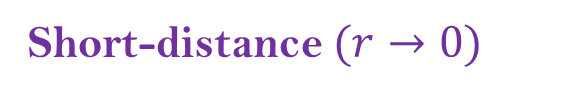 Short-distance (𝑟 → 0)